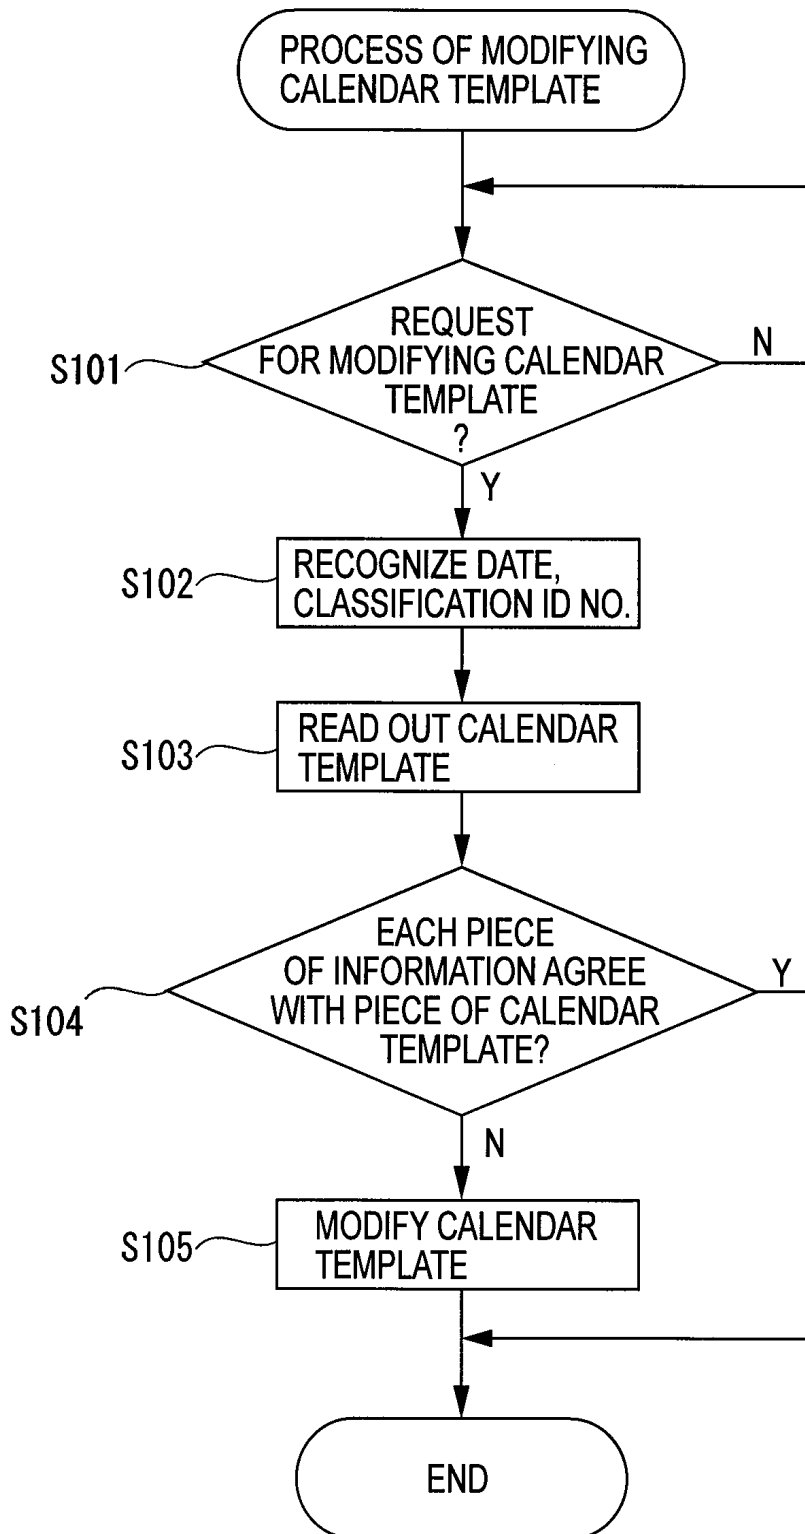 PROCESS OF MODIFYING
CALENDAR TEMPLATE
REQUEST
FOR MODIFYING CALENDAR
TEMPLATE
?
S101
N
Y
S102
RECOGNIZE DATE,
CLASSIFICATION ID NO.
S103
READ OUT CALENDAR
TEMPLATE
EACH PIECE
OF INFORMATION AGREE
WITH PIECE OF CALENDAR
TEMPLATE?
S104
Y
N
S105
MODIFY CALENDAR
TEMPLATE
END